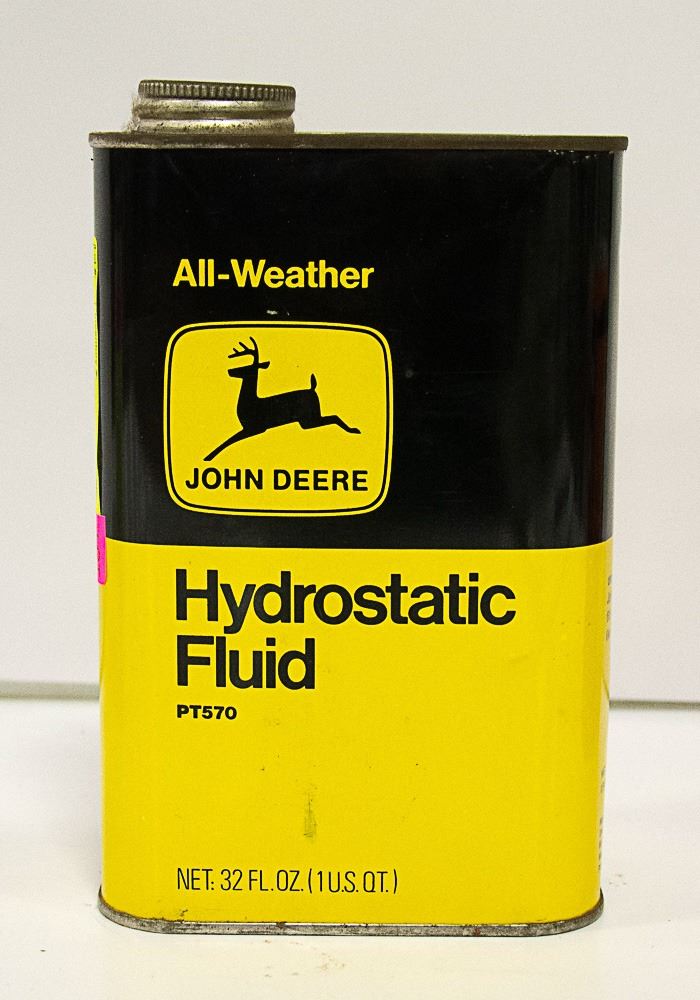 All-Weather
JOHN DEERE
Hydrostatic
Fluid
PT570
NET: 32 FL. OZ. (1 U.S. QT.)